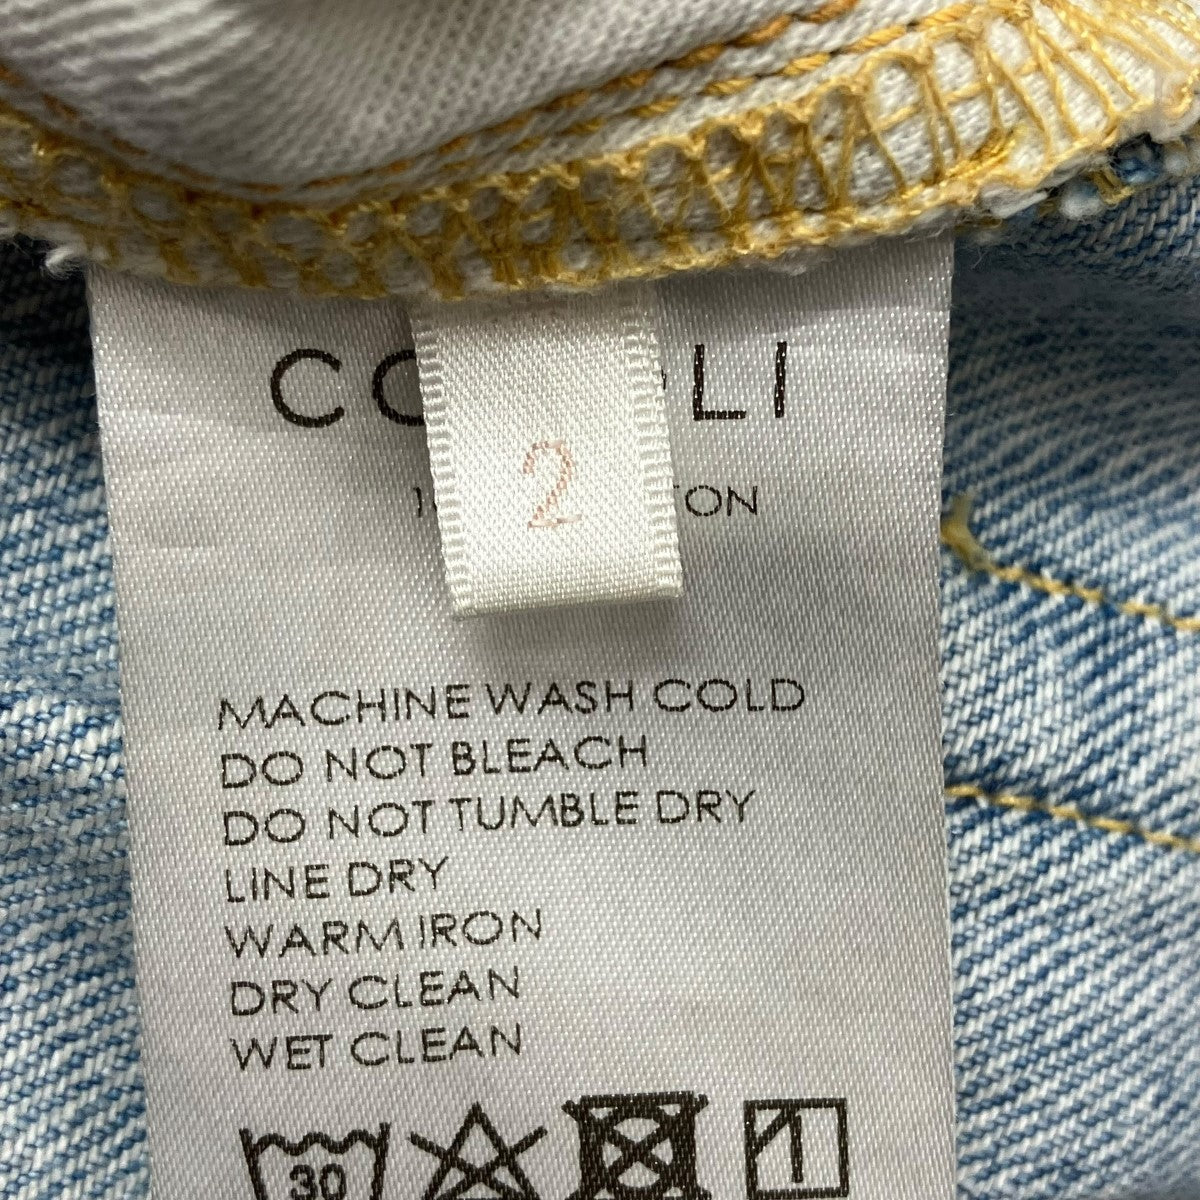 2
MACHINE WASH COLD
DO NOT BLEACH
DO NOT TUMBLE DRY
LINE DRY
WARM IRON
DRY CLEAN
WET CLEAN
30